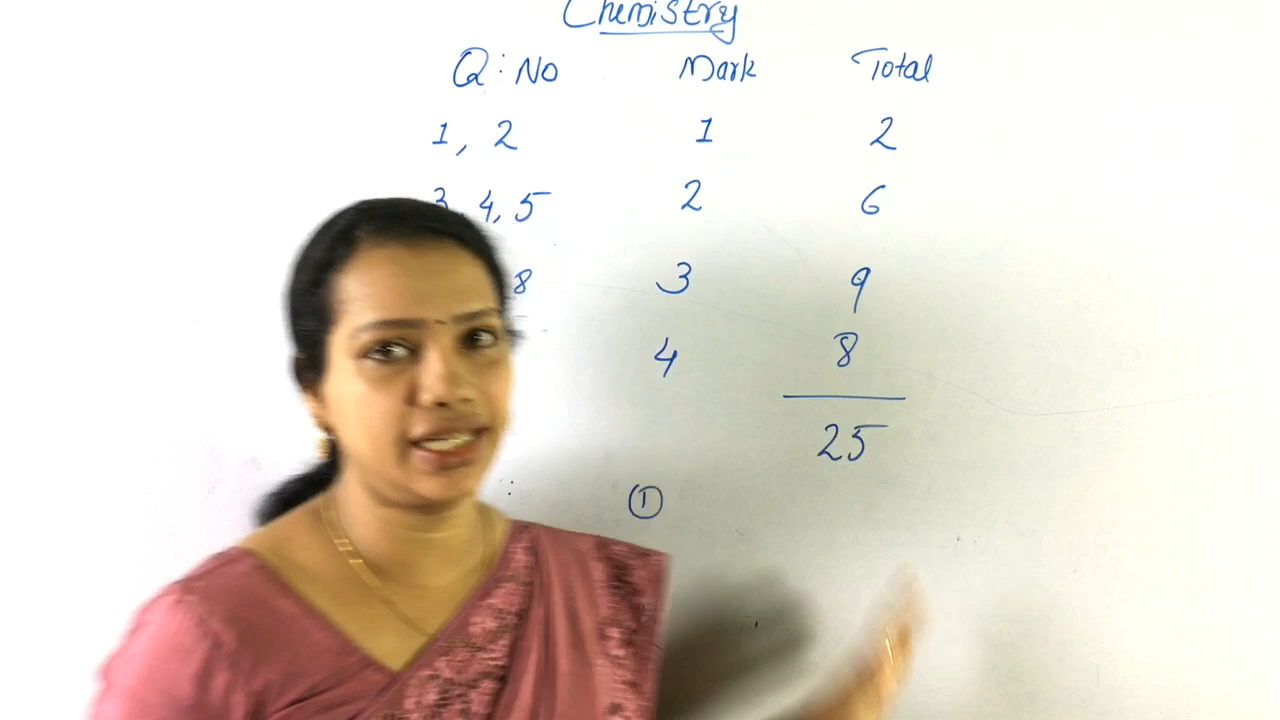 Chemistry
Q: No Mark Total
1, 2 1 2
3 4, 5 2 6
8 3 9
4 8
25
①